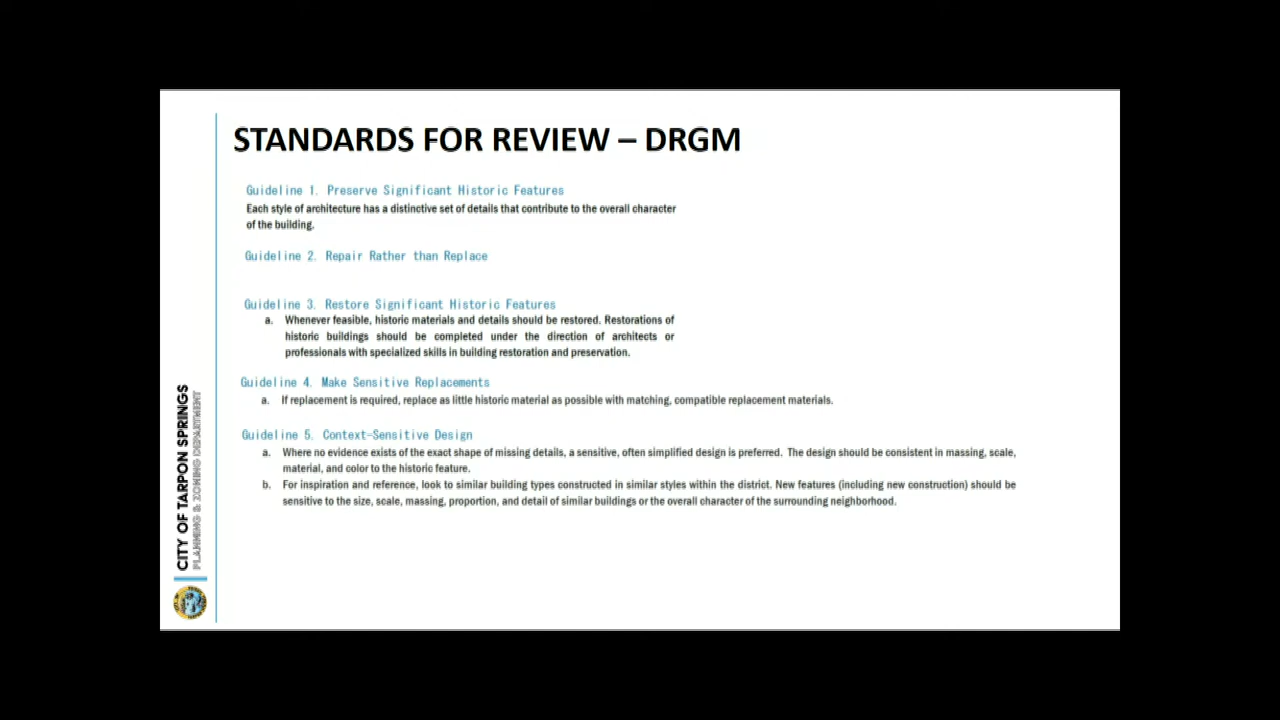 STANDARDS FOR REVIEW – DRGM
Guideline 1. Preserve Significant Historic Features
Each style of architecture has a distinctive set of details that contribute to the overall character
of the building.
Guideline 2. Repair Rather than Replace
Guideline 3. Restore Significant Historic Features
a. Whenever feasible, historic materials and details should be restored. Restorations of
historic buildings should be completed under the direction of architects or
professionals with specialized skills in building restoration and preservation.
Guideline 4. Make Sensitive Replacements
a. If replacement is required, replace as little historic material as possible with matching, compatible replacement materials.
Guideline 5. Context-Sensitive Design
a. Where no evidence exists of the exact shape of missing details, a sensitive, often simplified design is preferred. The design should be consistent in massing, scale,
material, and color to the historic feature.
b. For inspiration and reference, look to similar building types constructed in similar styles within the district. New features (including new construction) should be
sensitive to the size, scale, massing, proportion, and detail of similar buildings or the overall character of the surrounding neighborhood.
CITY OF TARPON SPRINGS
PLANNING & ZONING DEPARTMENT